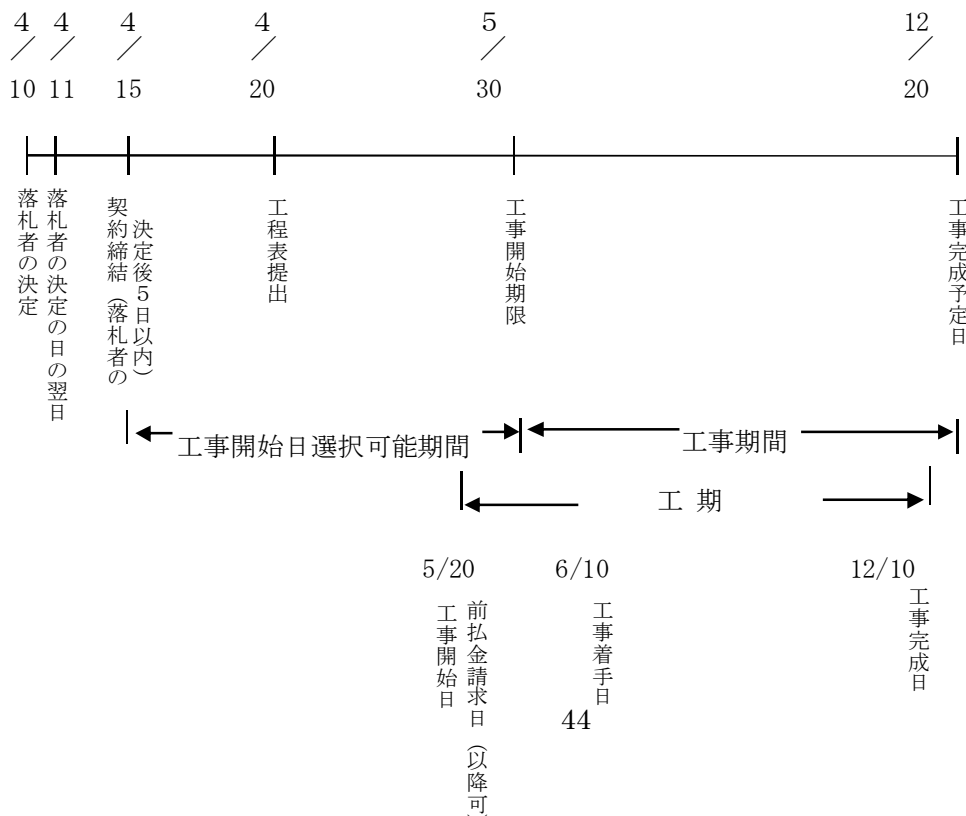 4/10
4/11
4/15
4/20
5/30
12/20
落札者の決定
落札者の決定の日の翌日
契約締結（落札者の
決定後5日以内）
工程表提出
工事開始期限
工事完成予定日
工事開始日選択可能期間
工事期間
工 期
5/20
6/10
12/10
工事開始日
前払金請求日（以降可）
工事着手日
工事完成日
44